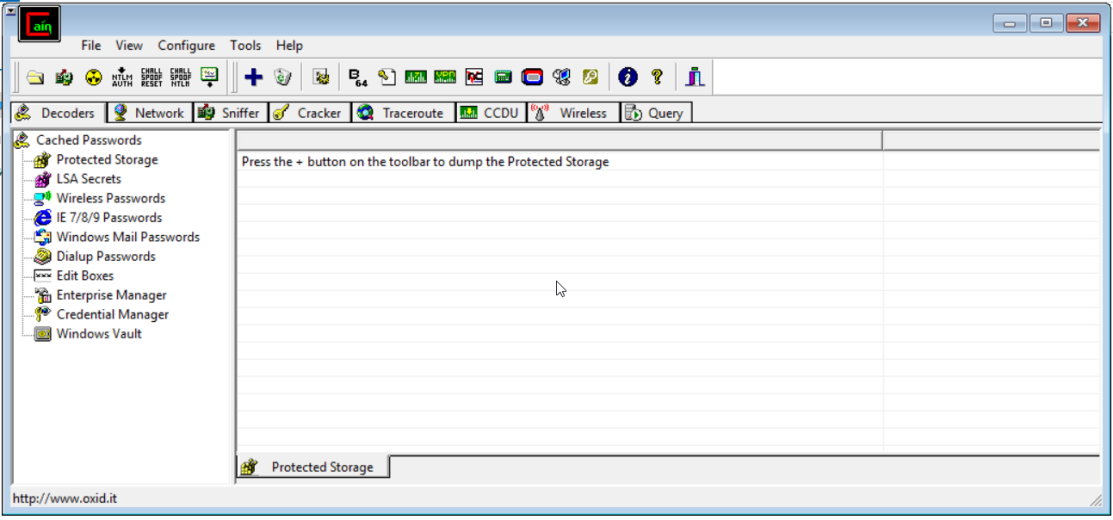 Cain
File View Configure Tools Help
NTLM AUTH CHALL SPOOF RESET CHALL SPOOF NTLM B64
Decoders Network Sniffer Cracker Traceroute CCDU Wireless Query
Cached Passwords
Protected Storage
LSA Secrets
Wireless Passwords
IE 7/8/9 Passwords
Windows Mail Passwords
Dialup Passwords
Edit Boxes
Enterprise Manager
Credential Manager
Windows Vault
Press the + button on the toolbar to dump the Protected Storage
Protected Storage
http://www.oxid.it